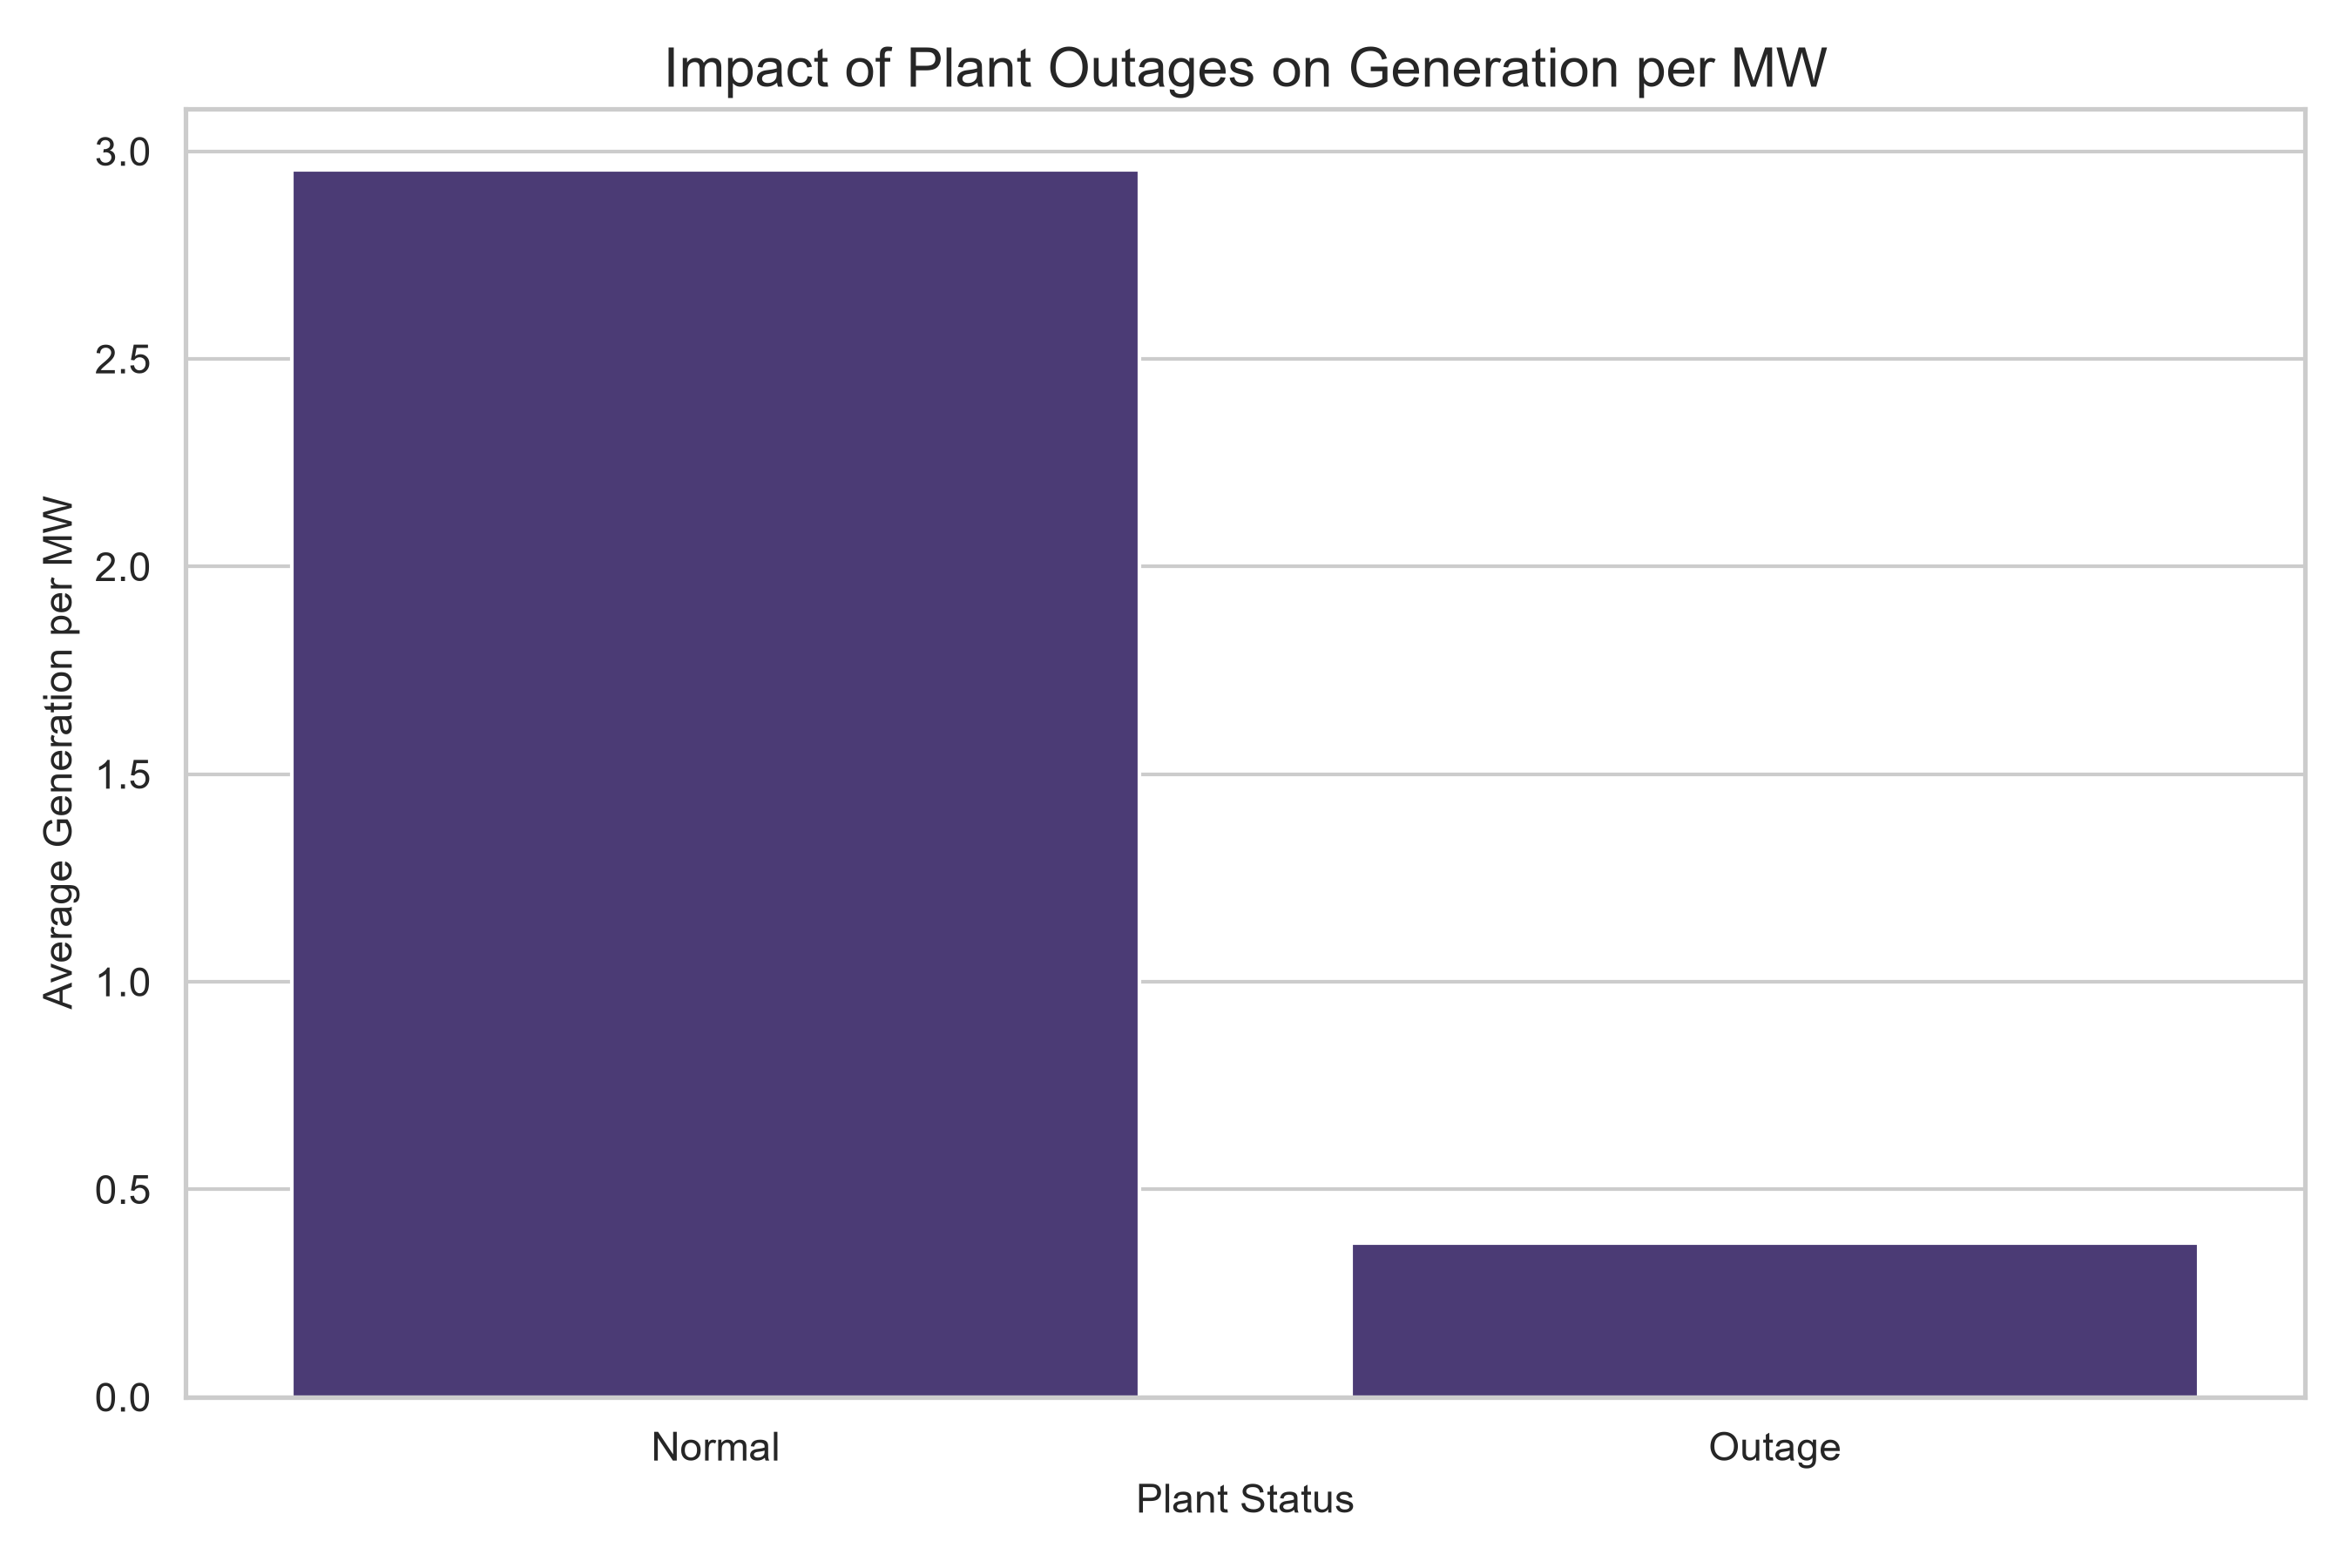 Impact of Plant Outages on Generation per MW
Average Generation per MW
3.0
2.5
2.0
1.5
1.0
0.5
0.0
Normal
Outage
Plant Status